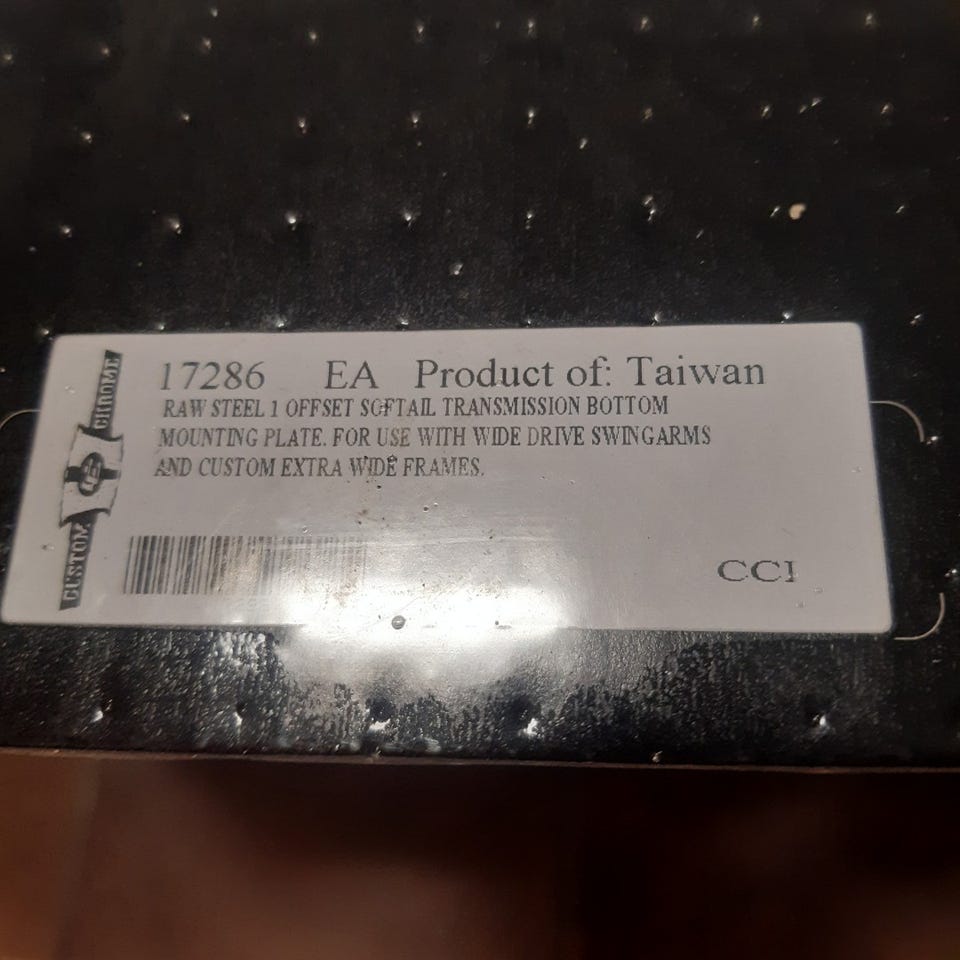 CUSTOM CHROME
17286 EA Product of: Taiwan
RAW STEEL 1 OFFSET SOFTAIL TRANSMISSION BOTTOM
MOUNTING PLATE. FOR USE WITH WIDE DRIVE SWINGARMS
AND CUSTOM EXTRA WIDE FRAMES.
CCI